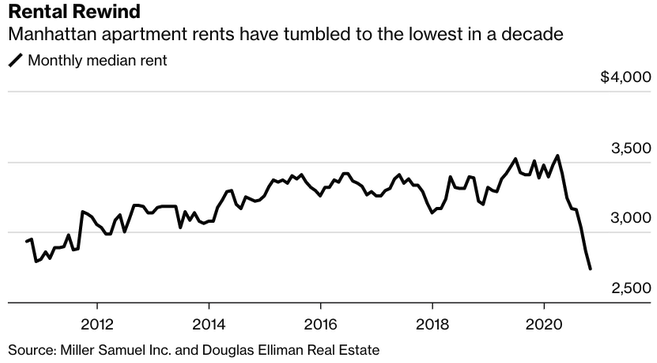 Rental Rewind
Manhattan apartment rents have tumbled to the lowest in a decade
Monthly median rent
$4,000
3,500
3,000
2,500
2012 2014 2016 2018 2020
Source: Miller Samuel Inc. and Douglas Elliman Real Estate